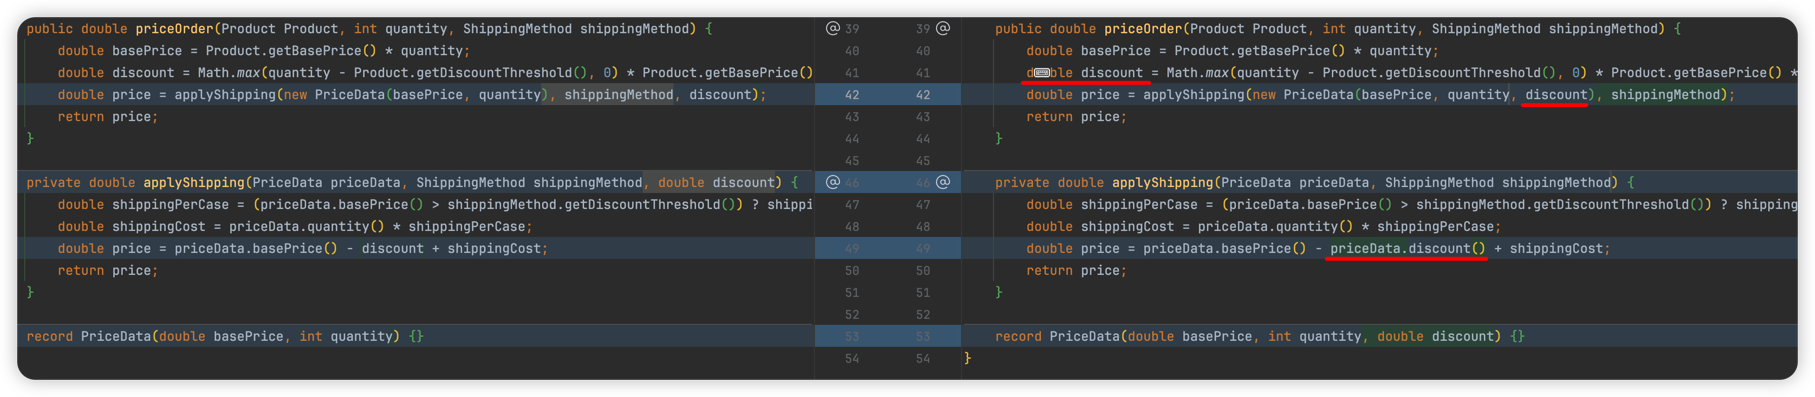 public double priceOrder(Product Product, int quantity, ShippingMethod shippingMethod) {
double basePrice = Product.getBasePrice() * quantity;
double discount = Math.max(quantity - Product.getDiscountThreshold(), 0) * Product.getBasePrice()
double price = applyShipping(new PriceData(basePrice, quantity), shippingMethod, discount);
return price;
}
private double applyShipping(PriceData priceData, ShippingMethod shippingMethod, double discount) {
double shippingPerCase = (priceData.basePrice() > shippingMethod.getDiscountThreshold()) ? shippi
double shippingCost = priceData.quantity() * shippingPerCase;
double price = priceData.basePrice() - discount + shippingCost;
return price;
}
record PriceData(double basePrice, int quantity) {}
@ 39 39 @
40 40
41 41
42 42
43 43
44 44
45 45
@ 46 46 @
47 47
48 48
49 49
50 50
51 51
52 52
53 53
54 54
public double priceOrder(Product Product, int quantity, ShippingMethod shippingMethod) {
double basePrice = Product.getBasePrice() * quantity;
d ble discount = Math.max(quantity - Product.getDiscountThreshold(), 0) * Product.getBasePrice() *
double price = applyShipping(new PriceData(basePrice, quantity, discount), shippingMethod);
return price;
}
private double applyShipping(PriceData priceData, ShippingMethod shippingMethod) {
double shippingPerCase = (priceData.basePrice() > shippingMethod.getDiscountThreshold()) ? shipping
double shippingCost = priceData.quantity() * shippingPerCase;
double price = priceData.basePrice() - priceData.discount() + shippingCost;
return price;
}
record PriceData(double basePrice, int quantity, double discount) {}
}